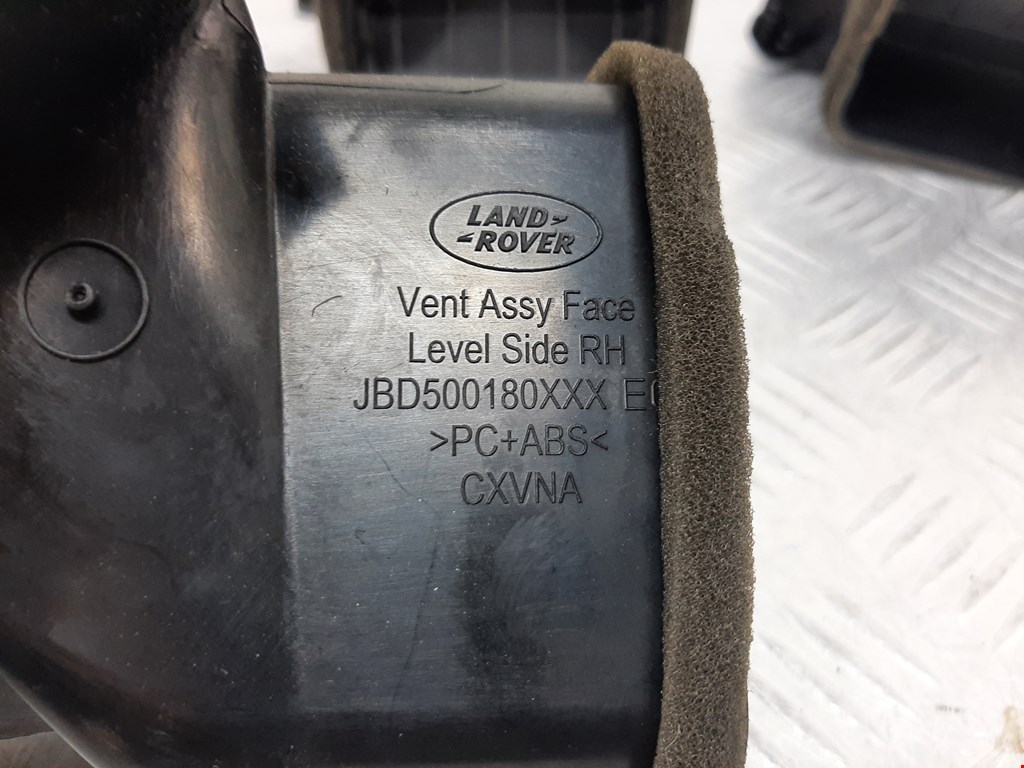 LAND-
-ROVER
Vent Assy Face
Level Side RH
JBD500180XXX
>PC+ABS<
CXVNA